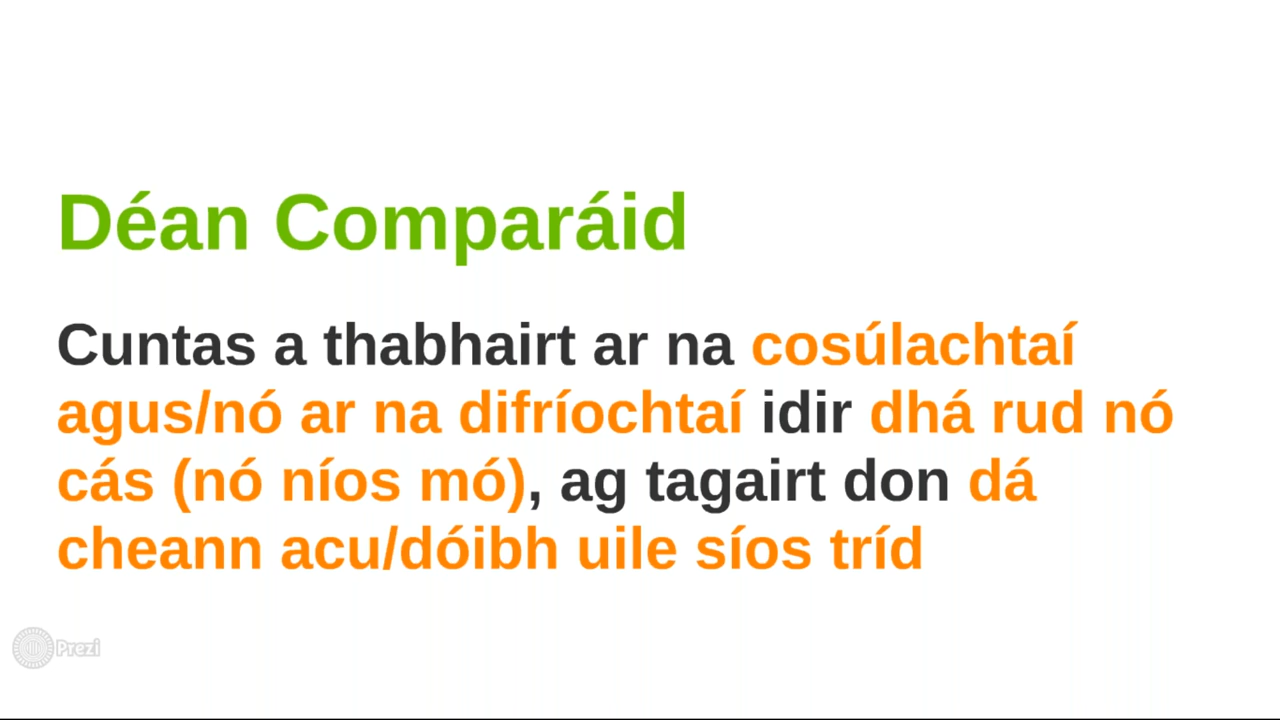 Déan Comparáid
Cuntas a thabhairt ar na cosúlachtaí
agus/nó ar na difríochtaí idir dhá rud nó
cás (nó níos mó), ag tagairt don dá
cheann acu/dóibh uile síos tríd
Prezi